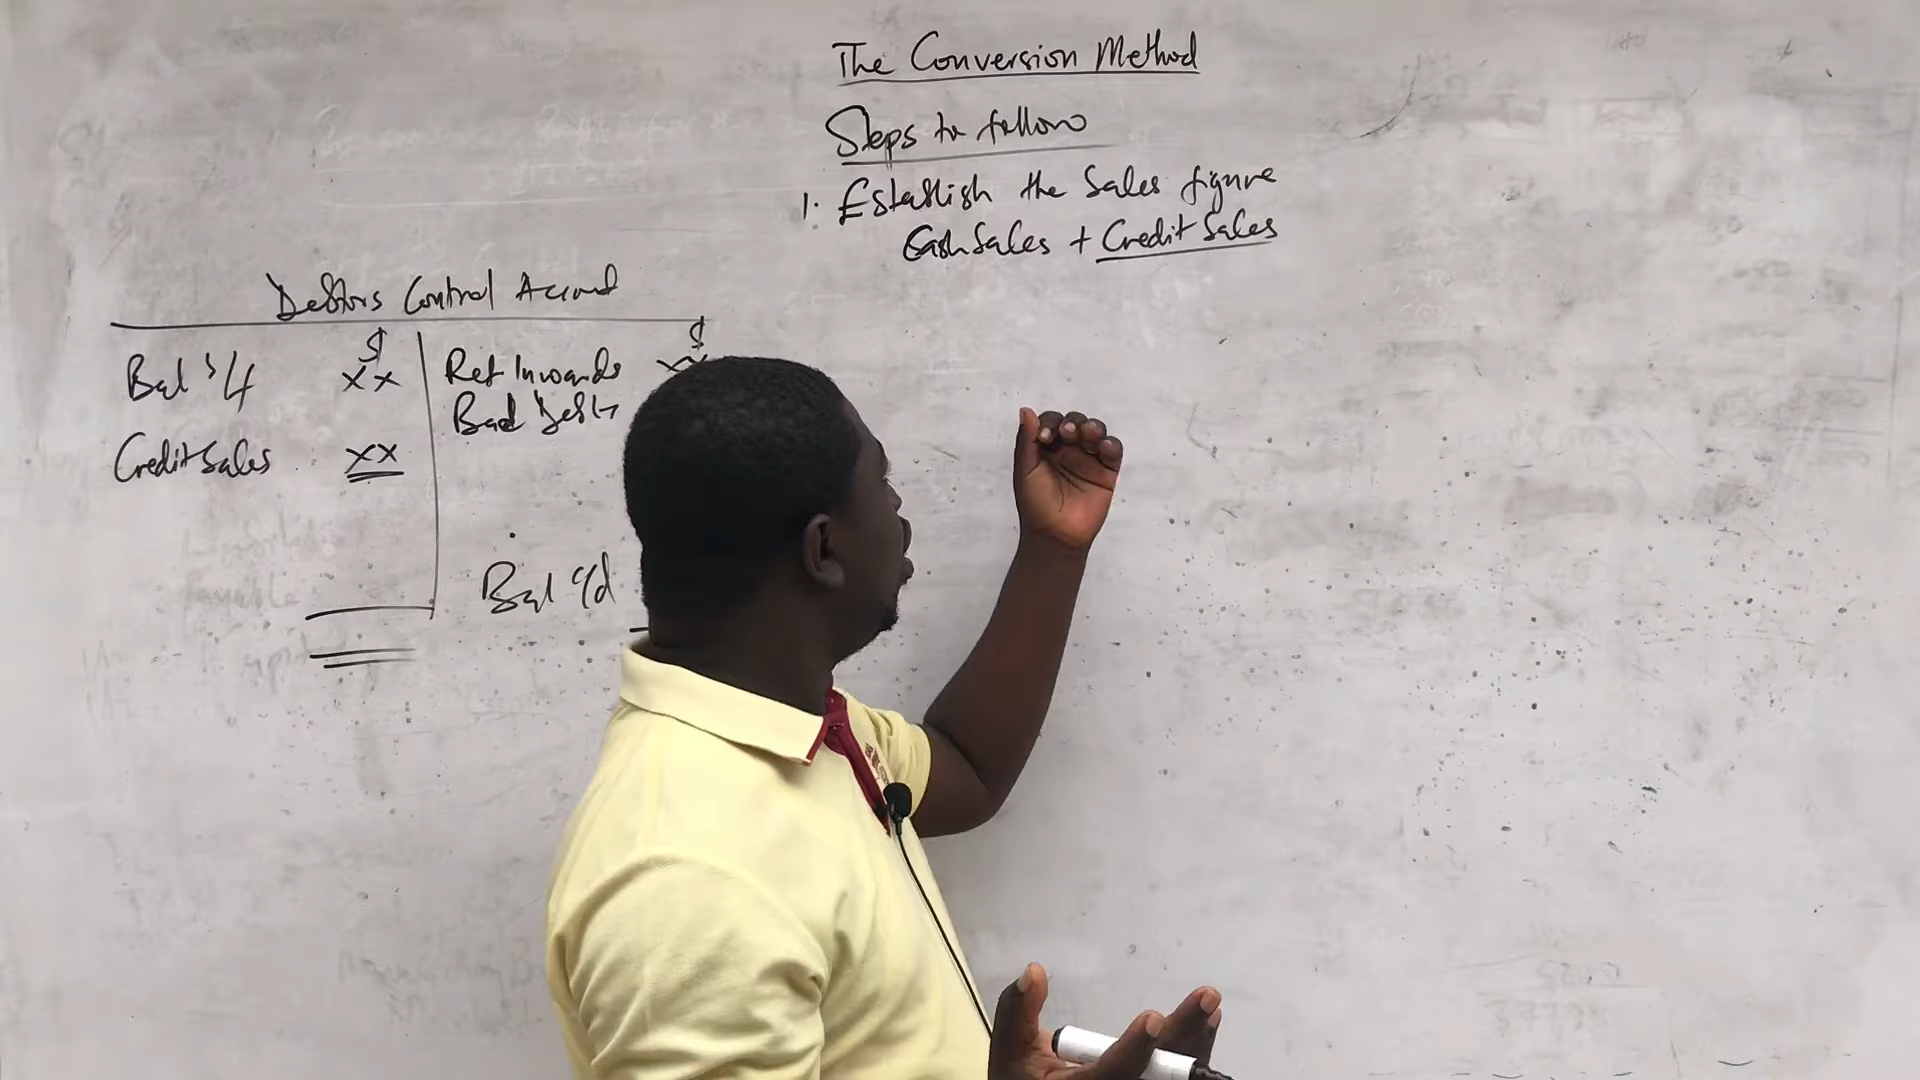 The Conversion Method
Steps to follow
1. Establish the Sales figure
Cash Sales + Credit Sales
Debtors Control Account
$ $
Bal b/f xx Ret Inwards xx
Bad Debts
Credit Sales xx
Bal c/d